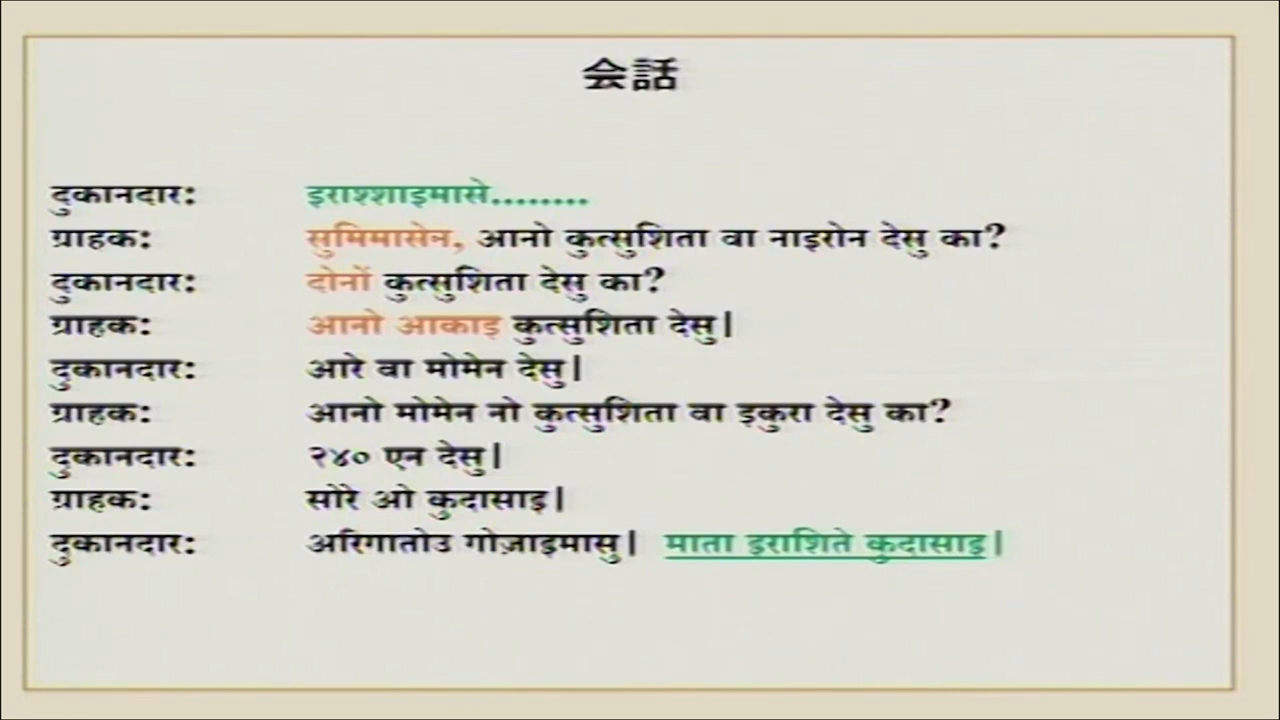 会話
दुकानदार: इराश्शाइमासे........
ग्राहक: सुमिमासेन, आनो कुत्सुशिता वा नाइरोन देसु का?
दुकानदार: दोनों कुत्सुशिता देसु का?
ग्राहक: आनो आकाइ कुत्सुशिता देसु|
दुकानदार: आरे वा मोमेन देसु|
ग्राहक: आनो मोमेन नो कुत्सुशिता वा इकुरा देसु का?
दुकानदार: २४० एन देसु|
ग्राहक: सोरे ओ कुदासाइ|
दुकानदार: अरिगातोउ गोज़ाइमासु| माता इराशिते कुदासाइ|